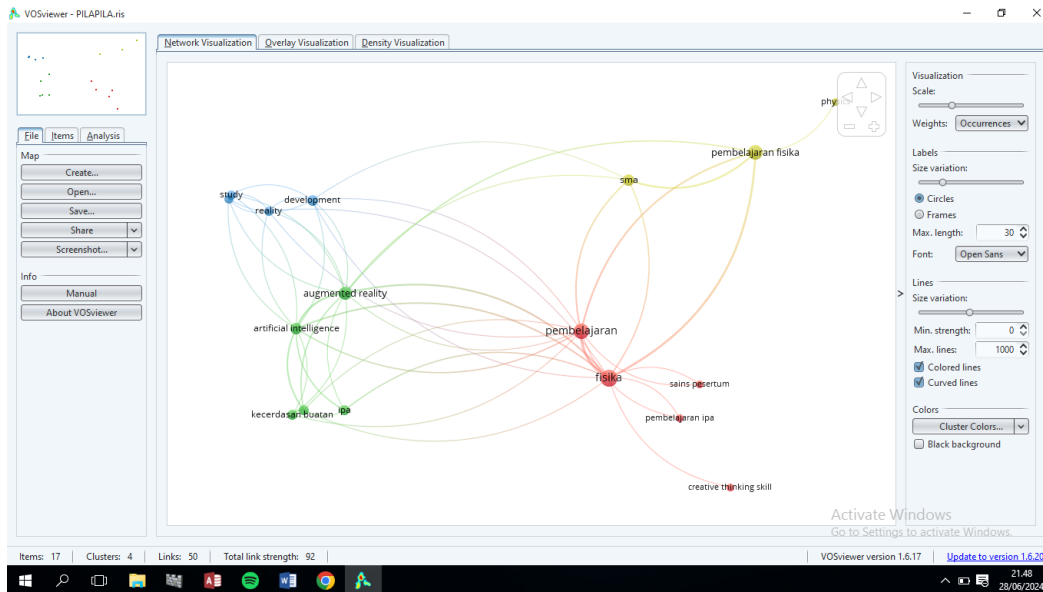 VOSviewer - PILAPILA.ris
Network Visualization Overlay Visualization Density Visualization
File Items Analysis
Map
Create...
Open...
Save...
Share
Screenshot...
Info
Manual
About VOSviewer
pembelajaran fisika
sma
study
development
reality
augmented reality
artificial intelligence
pembelajaran
fisika
sains pesertum
kecerdasan buatan
ipa
pembelajaran ipa
creative thinking skill
Visualization
Scale:
Weights: Occurrences
Labels
Size variation:
Circles
Frames
Max. length: 30
Font: Open Sans
>
Lines
Size variation:
Min. strength: 0
Max. lines: 1000
Colored lines
Curved lines
Colors
Cluster Colors...
Black background
Activate Windows
Go to Settings to activate Windows.
Items: 17 Clusters: 4 Links: 50 Total link strength: 92 VOSviewer version 1.6.17 Update to version 1.6.20
21.48
28/06/2024